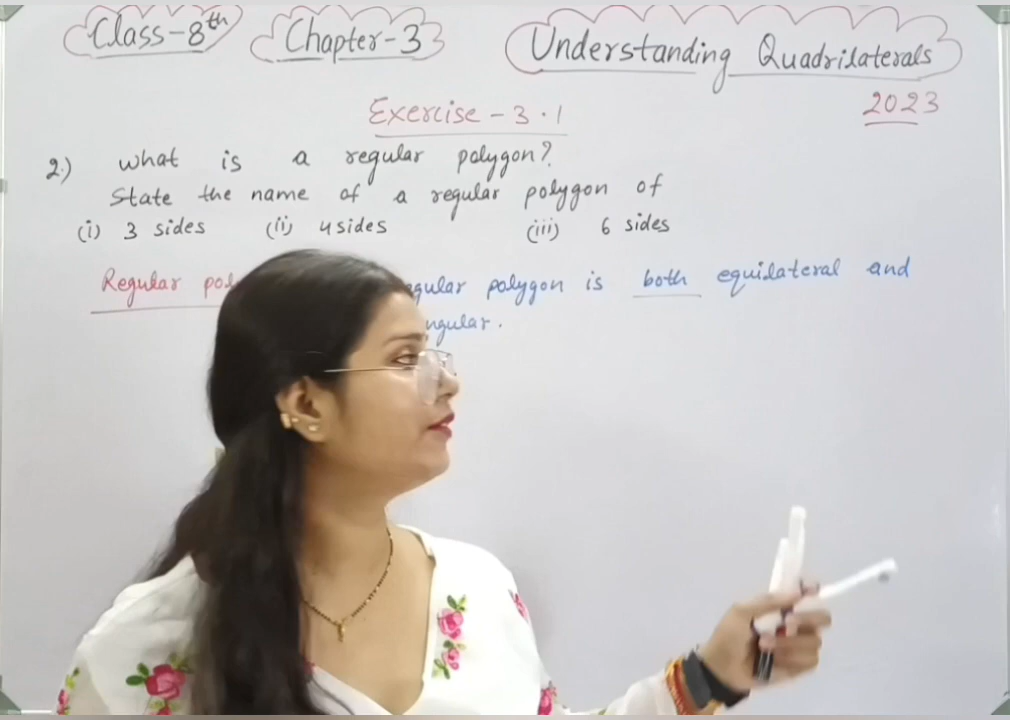 Class-8th Chapter-3 Understanding Quadrilaterals
2023
Exercise - 3.1
2.) What is a regular polygon?
State the name of a regular polygon of
(i) 3 sides (ii) 4 sides (iii) 6 sides
Regular polygon is both equilateral and